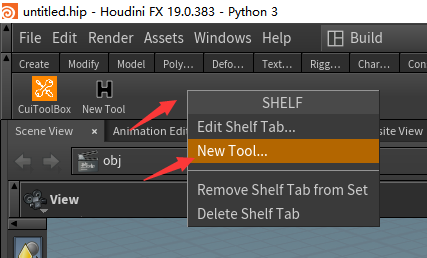 untitled.hip - Houdini FX 19.0.383 - Python 3
Edit Render Assets Windows Help Build
Create Modify Model Poly... Defo... Text... Rigg... Char... Con
CuiToolBox New Tool
SHELF
Edit Shelf Tab...
New Tool...
Remove Shelf Tab from Set
Delete Shelf Tab
Scene View × Animation Edit site View ×
obj
View